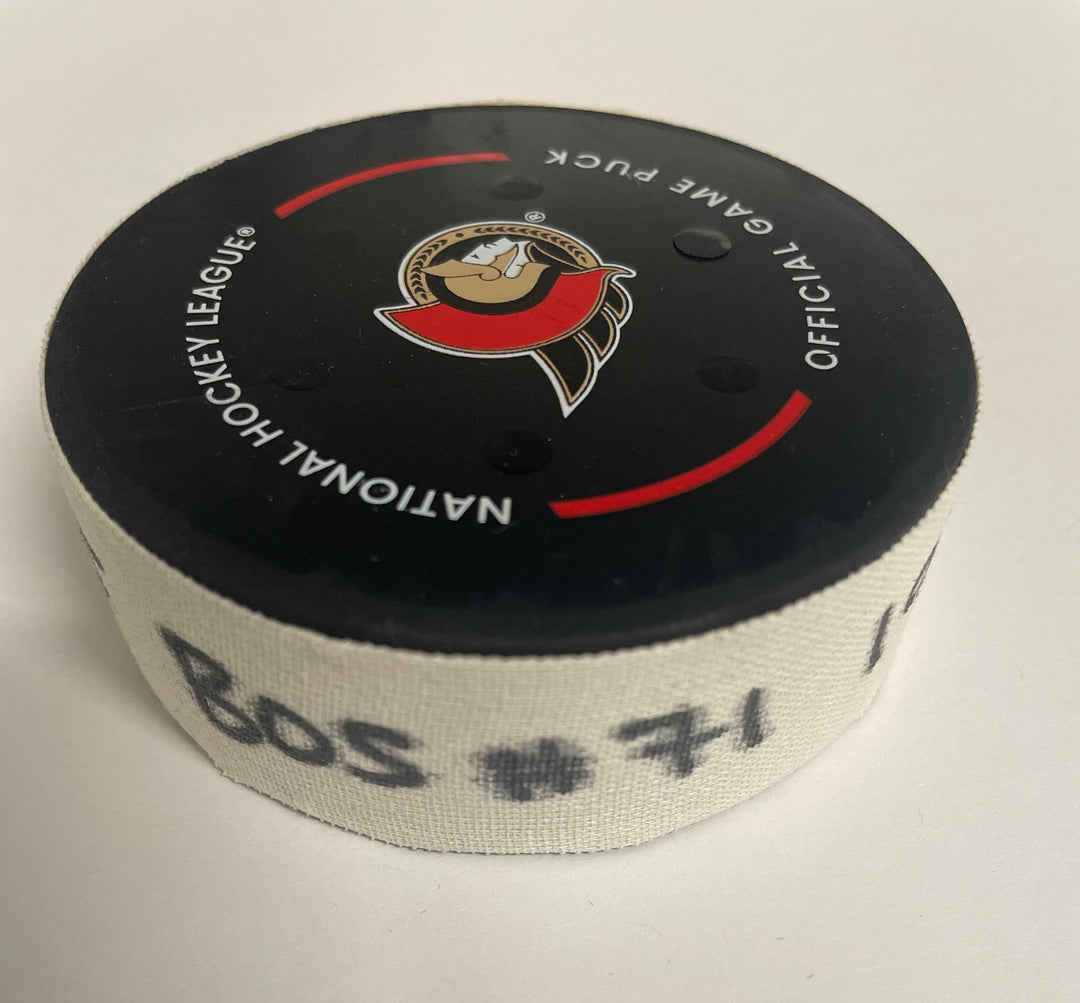 OFFICIAL GAME PUCK
NATIONAL HOCKEY LEAGUE®
®
BOS #71